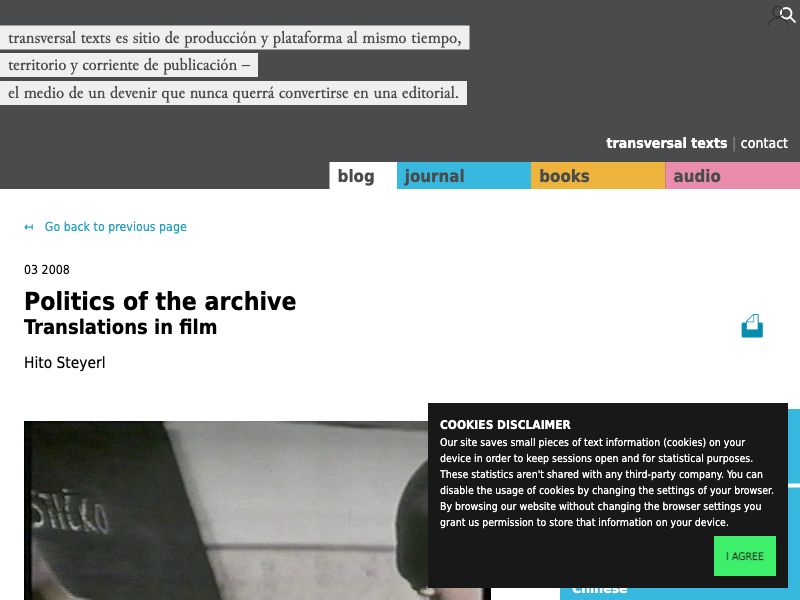 transversal texts es sitio de producción y plataforma al mismo tiempo,
territorio y corriente de publicación –
el medio de un devenir que nunca querrá convertirse en una editorial.
transversal texts | contact
blog
journal
books
audio
↤ Go back to previous page
03 2008
Politics of the archive
Translations in film
Hito Steyerl
COOKIES DISCLAIMER
Our site saves small pieces of text information (cookies) on your
device in order to keep sessions open and for statistical purposes.
These statistics aren't shared with any third-party company. You can
disable the usage of cookies by changing the settings of your browser.
By browsing our website without changing the browser settings you
grant us permission to store that information on your device.
I AGREE
Chinese